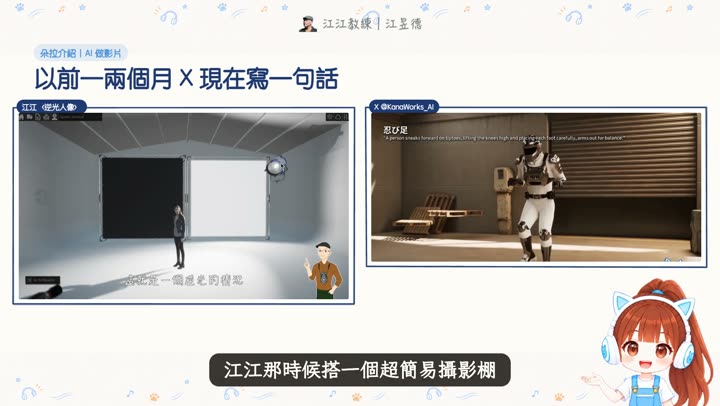 江江教練｜江昱德
朵拉介紹｜AI 做影片
以前一兩個月 X 現在寫一句話
江江《逆光人像》
X @KanaWorks_AI
忍び足
"A person sneaks forward on tiptoes, lifting the knees high and placing each foot carefully, arms out for balance."
江江那時候搭一個超簡易攝影棚